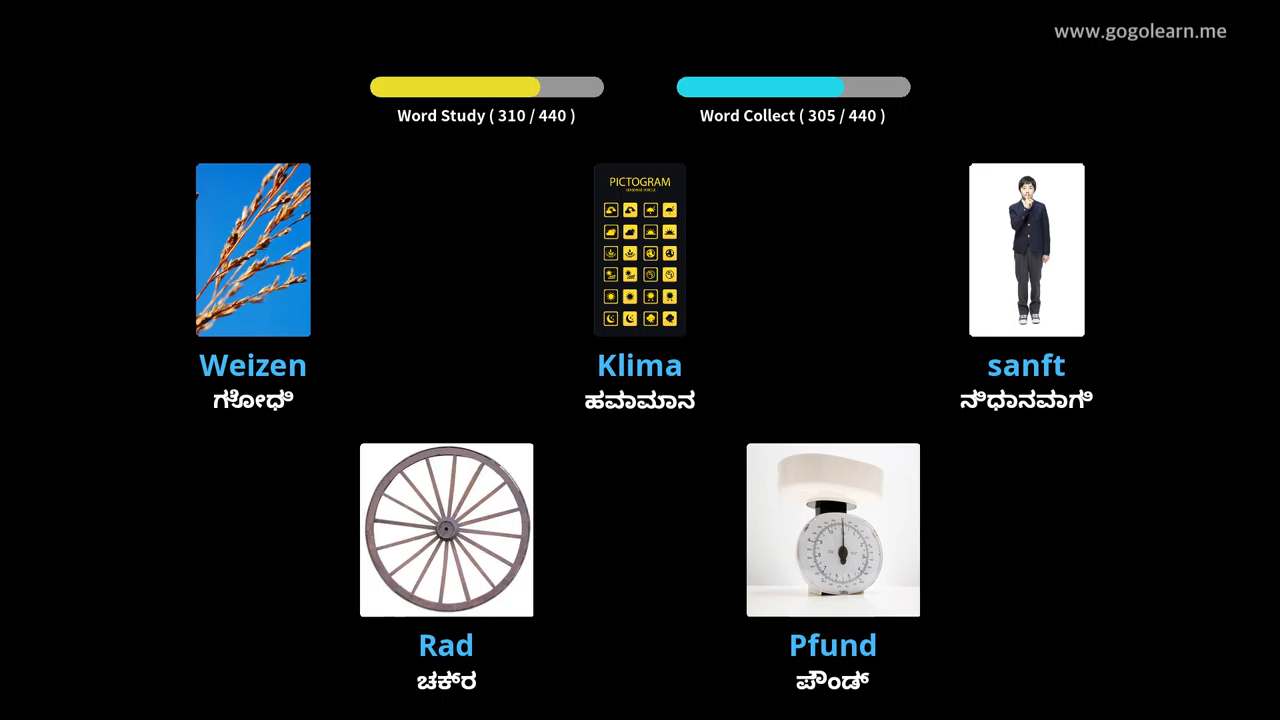 www.gogolearn.me
Word Study ( 310 / 440 )
Word Collect ( 305 / 440 )
PICTOGRAM
Weizen
Klima
sanft
ಗೋಧಿ
ಹವಾಮಾನ
ನಿಧಾನವಾಗಿ
Rad
Pfund
ಚಕ್ರ
ಪೌಂಡ್